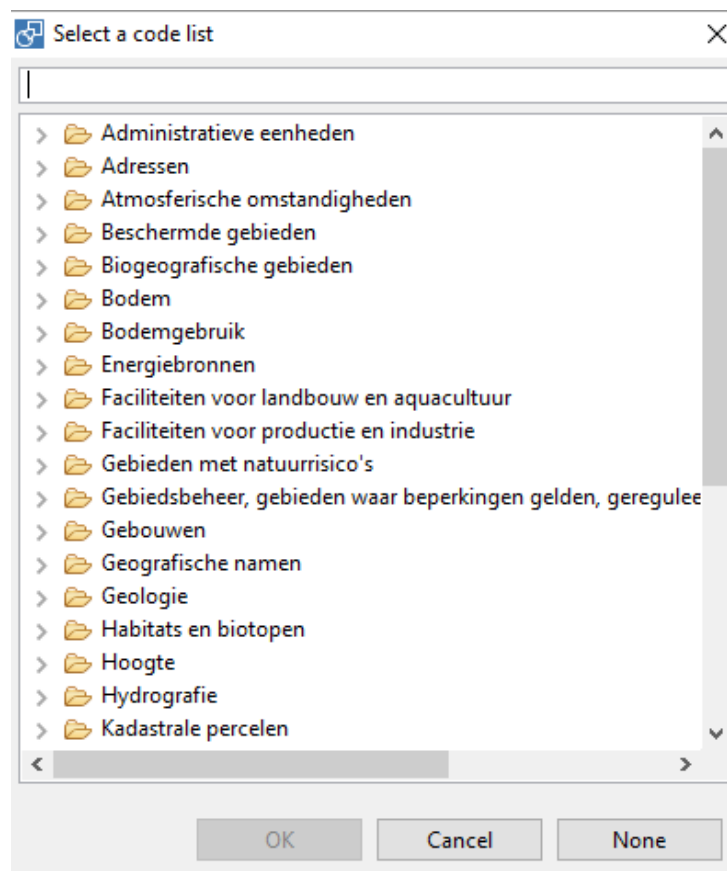 Select a code list
Administratieve eenheden
Adressen
Atmosferische omstandigheden
Beschermde gebieden
Biogeografische gebieden
Bodem
Bodemgebruik
Energiebronnen
Faciliteiten voor landbouw en aquacultuur
Faciliteiten voor productie en industrie
Gebieden met natuurrisico's
Gebiedsbeheer, gebieden waar beperkingen gelden, geregulee
Gebouwen
Geografische namen
Geologie
Habitats en biotopen
Hoogte
Hydrografie
Kadastrale percelen
OK Cancel None